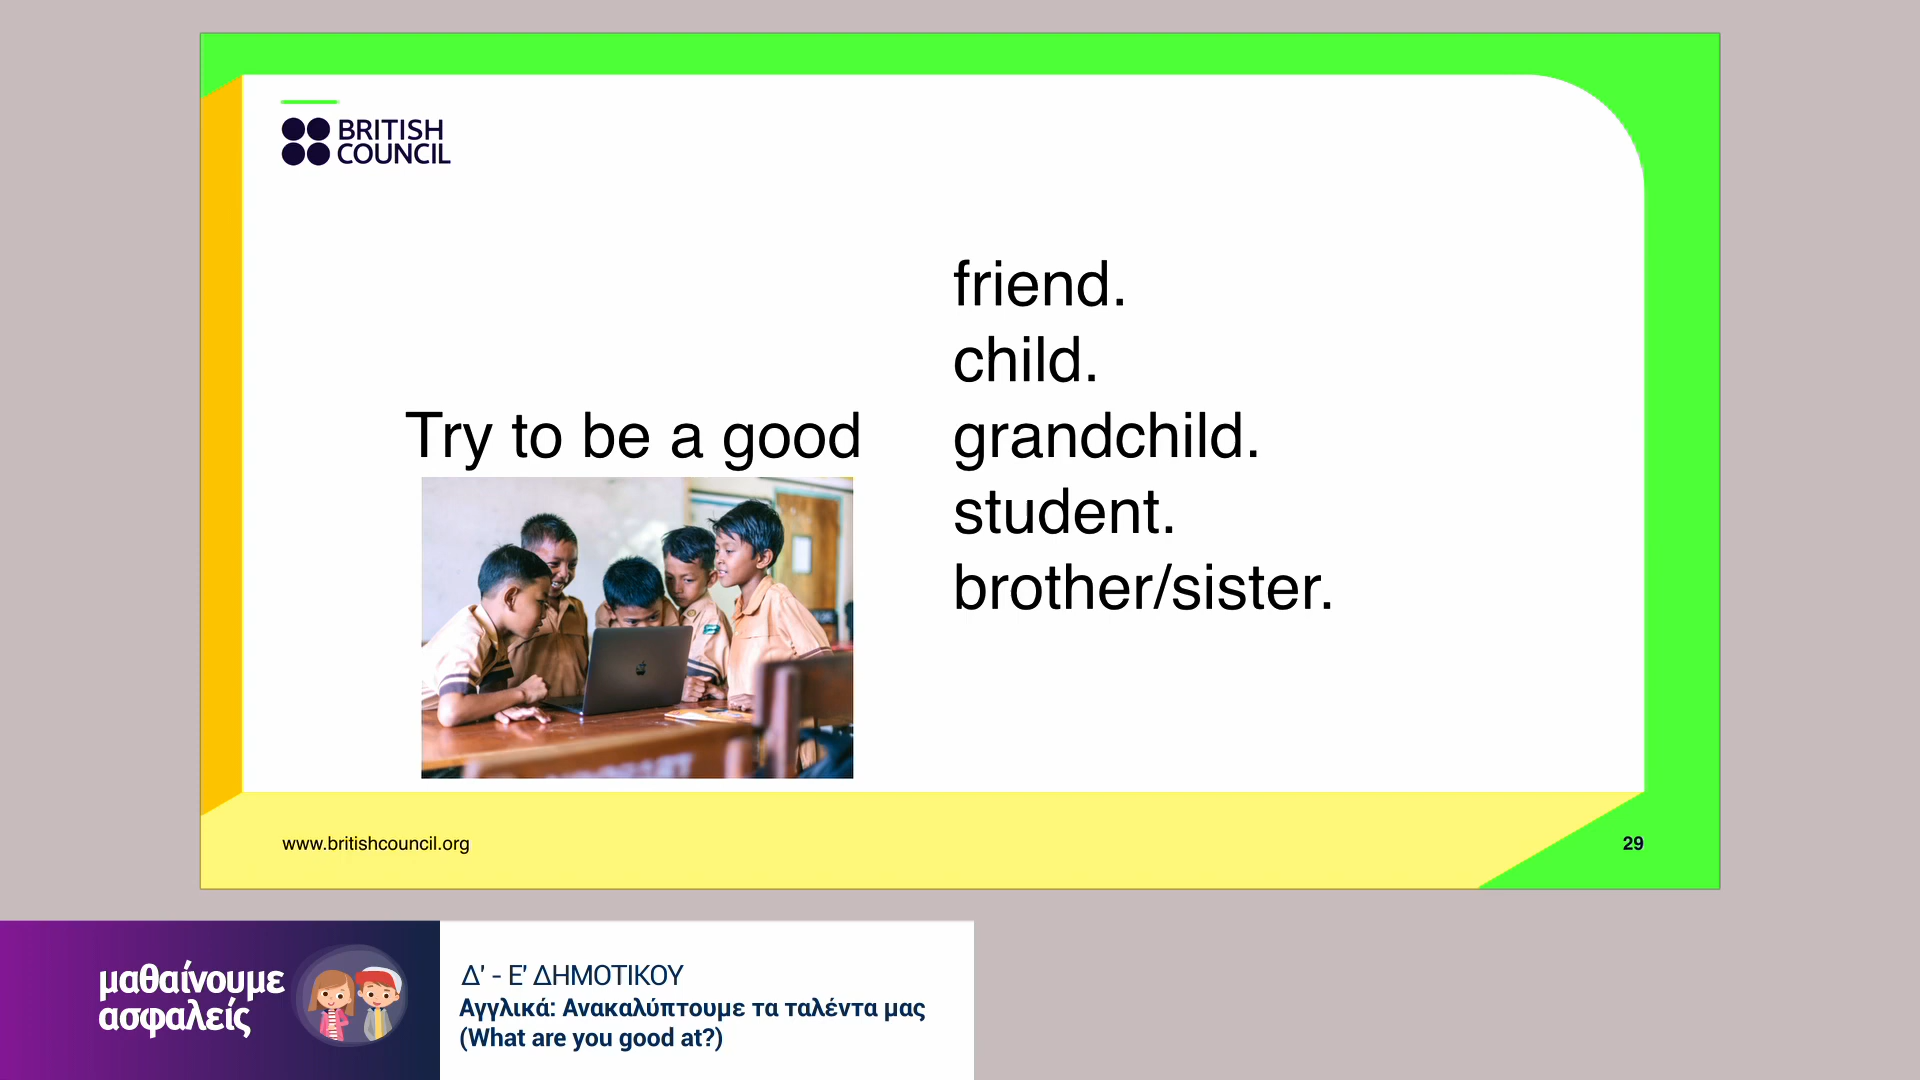 BRITISH
COUNCIL
friend.
child.
Try to be a good
grandchild.
student.
brother/sister.
www.britishcouncil.org
29
μαθαίνουμε
ασφαλείς
Δ' - Ε' ΔΗΜΟΤΙΚΟΥ
Αγγλικά: Ανακαλύπτουμε τα ταλέντα μας
(What are you good at?)